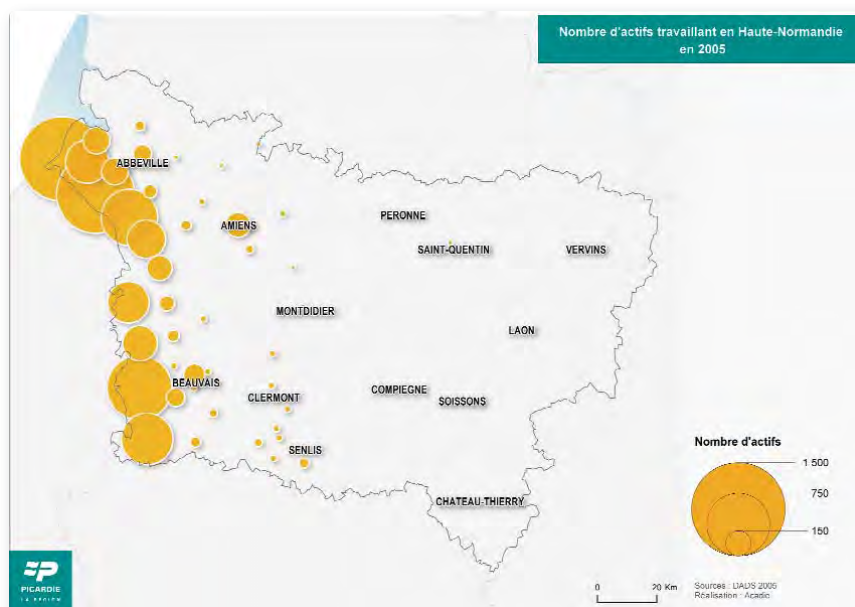 Nombre d'actifs travaillant en Haute-Normandie
en 2005
ABBEVILLE
AMIENS
PERONNE
SAINT-QUENTIN
VERVINS
MONTDIDIER
LAON
BEAUVAIS
CLERMONT
COMPIEGNE
SOISSONS
SENLIS
CHATEAU-THIERRY
Nombre d'actifs
1 500
750
150
0 20 Km
Sources : DADS 2005
Réalisation : Acadie
PICARDIE
LA REGION